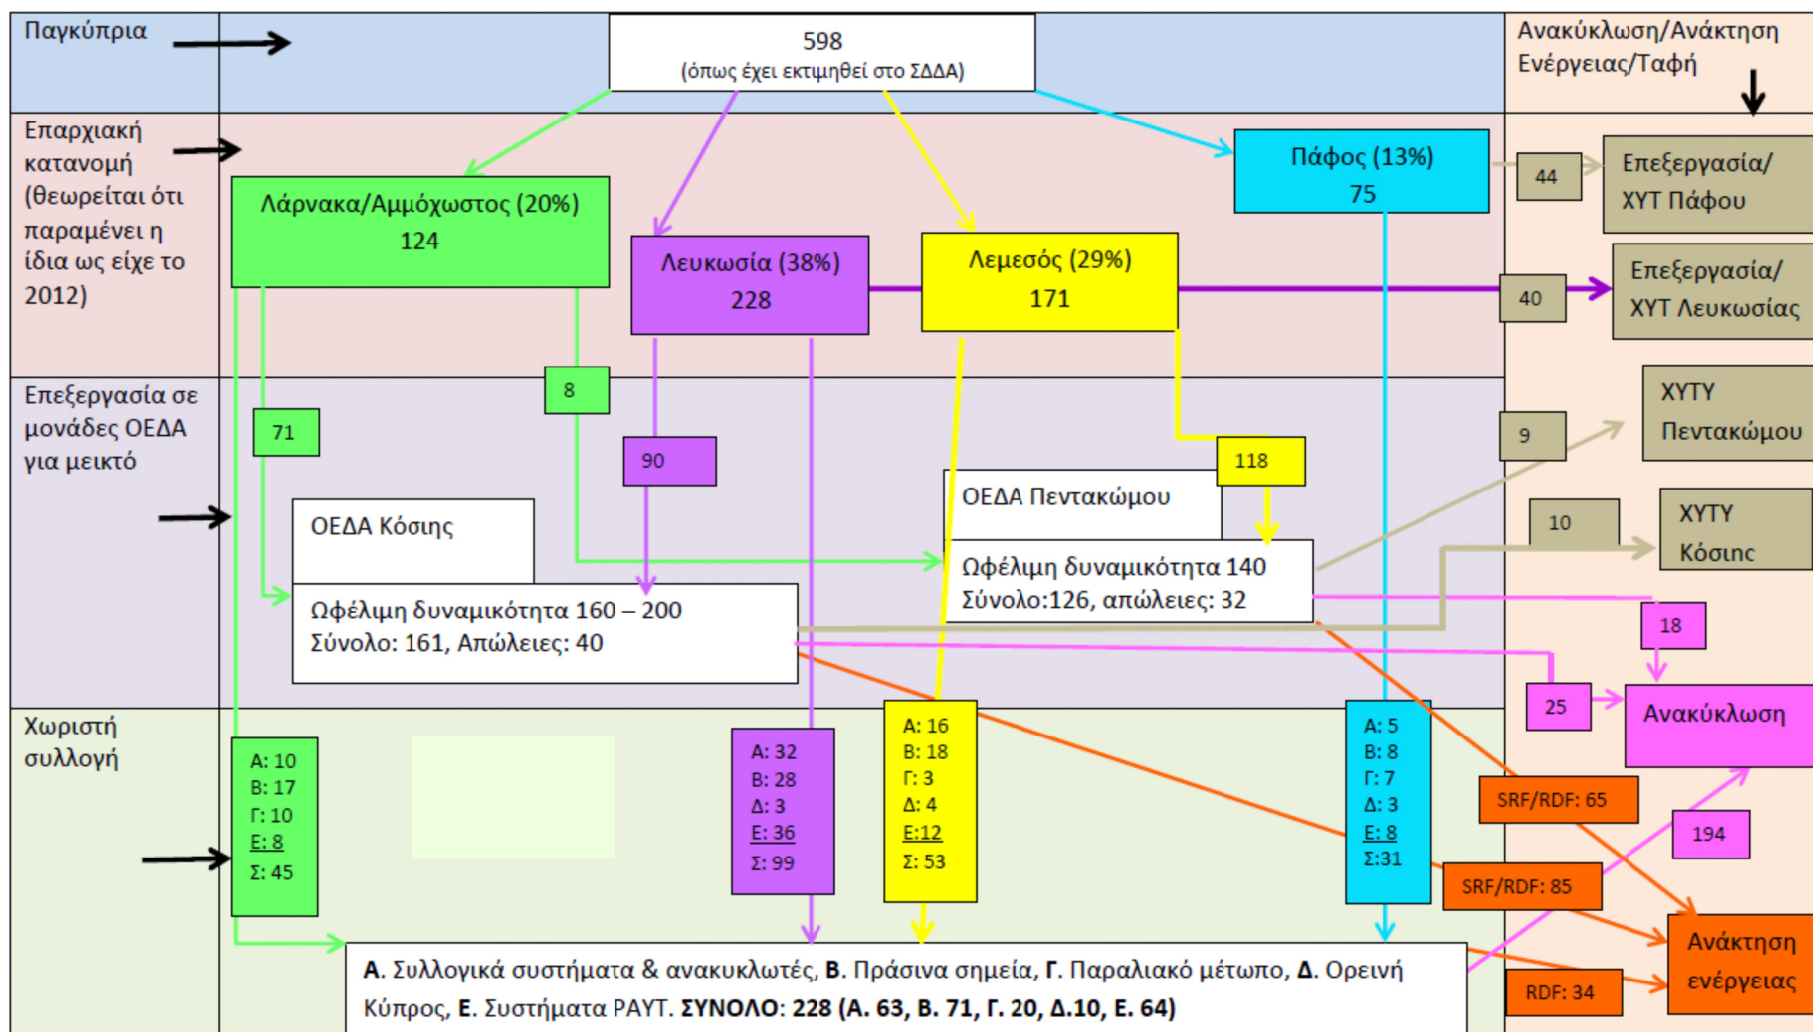 Παγκύπρια
598
(όπως έχει εκτιμηθεί στο ΣΔΔΑ)
Ανακύκλωση/Ανάκτηση
Ενέργειας/Ταφή
Επαρχιακή
κατανομή
(θεωρείται ότι
παραμένει η
ίδια ως είχε το
2012)
Λάρνακα/Αμμόχωστος (20%)
124
Λευκωσία (38%)
228
Λεμεσός (29%)
171
Πάφος (13%)
75
44
Επεξεργασία/
ΧΥΤ Πάφου
40
Επεξεργασία/
ΧΥΤ Λευκωσίας
Επεξεργασία σε
μονάδες ΟΕΔΑ
για μεικτό
71
8
90
118
9
ΧΥΤΥ
Πεντακώμου
10
ΧΥΤΥ
Κόσιης
ΟΕΔΑ Κόσιης
Ωφέλιμη δυναμικότητα 160 – 200
Σύνολο: 161, Απώλειες: 40
ΟΕΔΑ Πεντακώμου
Ωφέλιμη δυναμικότητα 140
Σύνολο:126, απώλειες: 32
18
25
Ανακύκλωση
Χωριστή
συλλογή
Α: 10
Β: 17
Γ: 10
Ε: 8
Σ: 45
Α: 32
Β: 28
Δ: 3
Ε: 36
Σ: 99
Α: 16
Β: 18
Γ: 3
Δ: 4
Ε:12
Σ: 53
Α: 5
Β: 8
Γ: 7
Δ: 3
Ε: 8
Σ:31
SRF/RDF: 65
194
SRF/RDF: 85
RDF: 34
Ανάκτηση
ενέργειας
Α. Συλλογικά συστήματα & ανακυκλωτές, Β. Πράσινα σημεία, Γ. Παραλιακό μέτωπο, Δ. Ορεινή
Κύπρος, Ε. Συστήματα ΡΑΥΤ. ΣΥΝΟΛΟ: 228 (Α. 63, Β. 71, Γ. 20, Δ.10, Ε. 64)